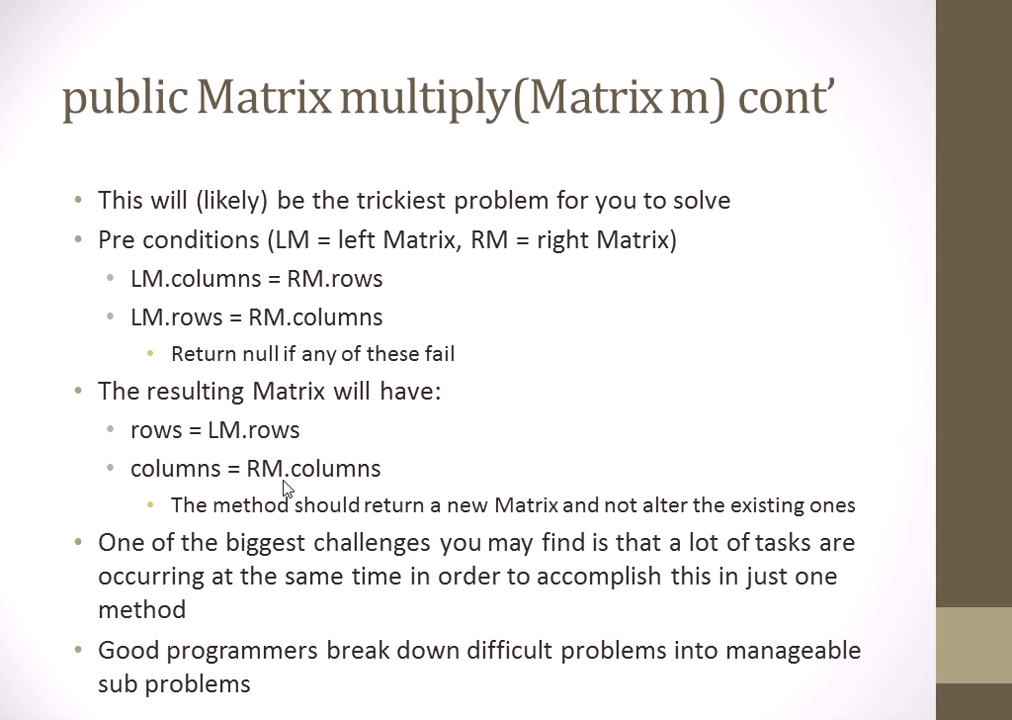 public Matrix multiply(Matrix m) cont’
• This will (likely) be the trickiest problem for you to solve
• Pre conditions (LM = left Matrix, RM = right Matrix)
• LM.columns = RM.rows
• LM.rows = RM.columns
• Return null if any of these fail
• The resulting Matrix will have:
• rows = LM.rows
• columns = RM.columns
• The method should return a new Matrix and not alter the existing ones
• One of the biggest challenges you may find is that a lot of tasks are
occurring at the same time in order to accomplish this in just one
method
• Good programmers break down difficult problems into manageable
sub problems